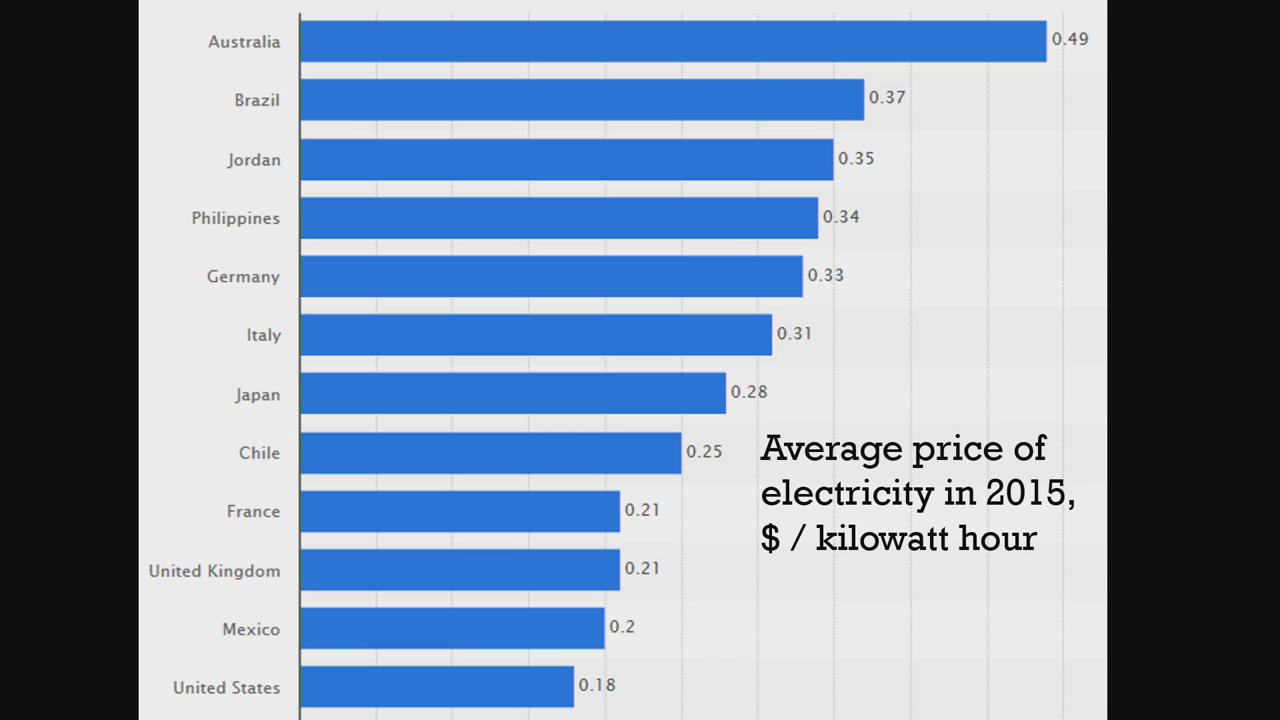 Australia 0.49
Brazil 0.37
Jordan 0.35
Philippines 0.34
Germany 0.33
Italy 0.31
Japan 0.28
Chile 0.25
France 0.21
United Kingdom 0.21
Mexico 0.2
United States 0.18
Average price of
electricity in 2015,
$ / kilowatt hour